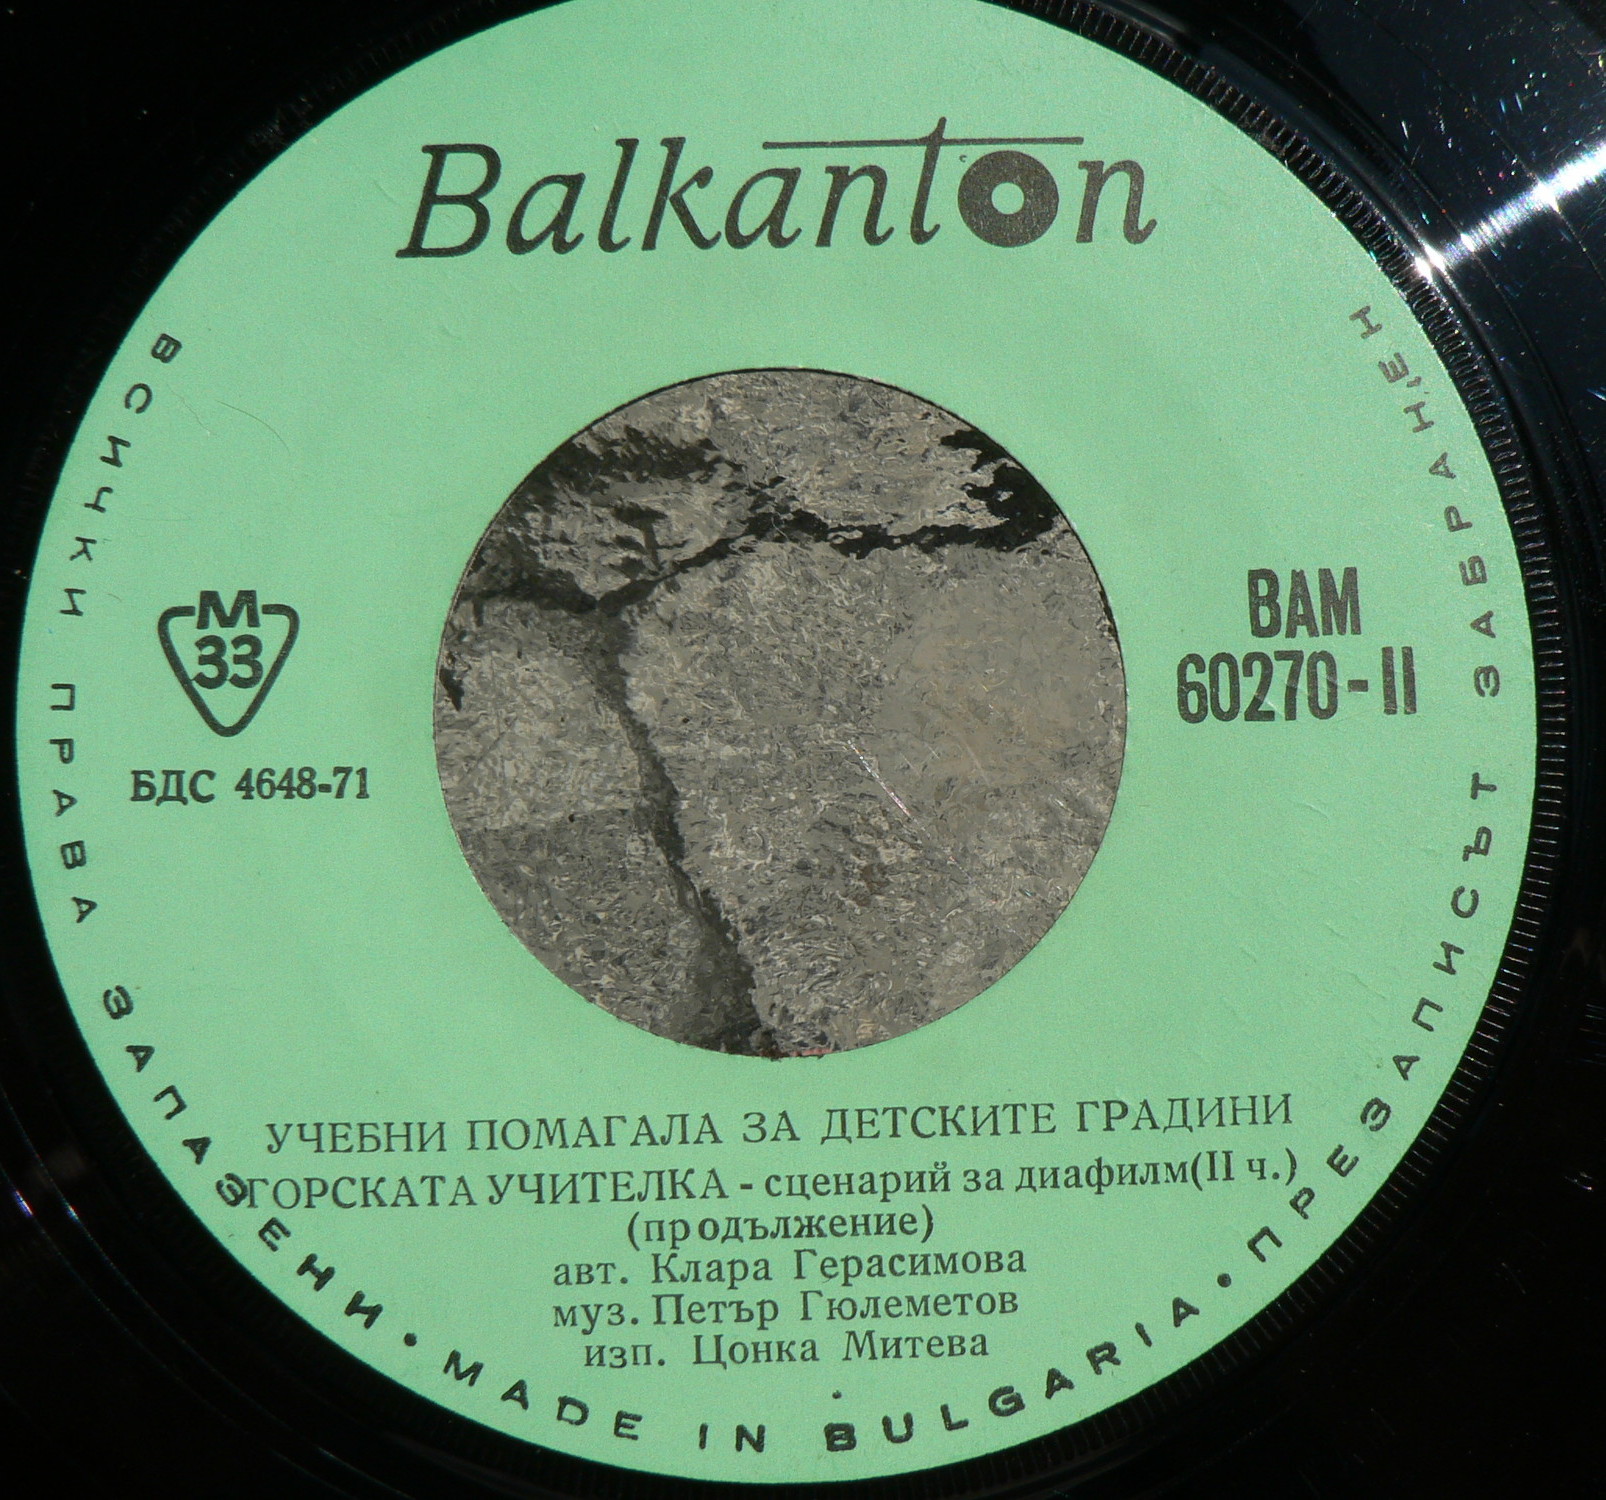 Balkanton
ВСИЧКИ ПРАВА ЗАПАЗЕНИ • MADE IN BULGARIA • ПРЕЗАПИСЪТ ЗАБРАНЕН
М
33
БДС 4648-71
ВАМ
60270-II
УЧЕБНИ ПОМАГАЛА ЗА ДЕТСКИТЕ ГРАДИНИ
ГОРСКАТА УЧИТЕЛКА - сценарий за диафилм(II ч.)
(продължение)
авт. Клара Герасимова
муз. Петър Гюлеметов
изп. Цонка Митева